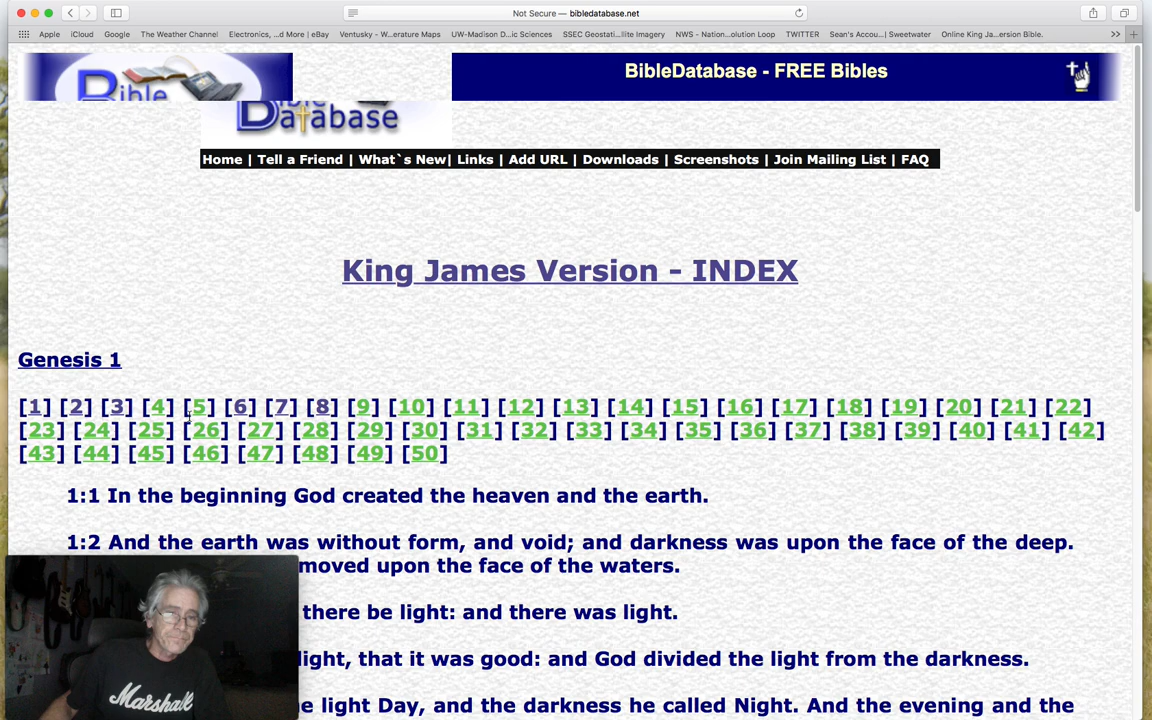 Not Secure — bibledatabase.net
Apple iCloud Google The Weather Channel Electronics, ...d More | eBay Ventusky - W...erature Maps UW-Madison D...ic Sciences SSEC Geostati...llite Imagery NWS - Nation...olution Loop TWITTER Sean's Accou...| Sweetwater Online King Ja...ersion Bible. >>
BibleDatabase - FREE Bibles
Bible
Database
Home | Tell a Friend | What`s New| Links | Add URL | Downloads | Screenshots | Join Mailing List | FAQ
King James Version - INDEX
Genesis 1
[1] [2] [3] [4] [5] [6] [7] [8] [9] [10] [11] [12] [13] [14] [15] [16] [17] [18] [19] [20] [21] [22]
[23] [24] [25] [26] [27] [28] [29] [30] [31] [32] [33] [34] [35] [36] [37] [38] [39] [40] [41] [42]
[43] [44] [45] [46] [47] [48] [49] [50]
1:1 In the beginning God created the heaven and the earth.
1:2 And the earth was without form, and void; and darkness was upon the face of the deep.
moved upon the face of the waters.
there be light: and there was light.
light, that it was good: and God divided the light from the darkness.
e light Day, and the darkness he called Night. And the evening and the
Marshall